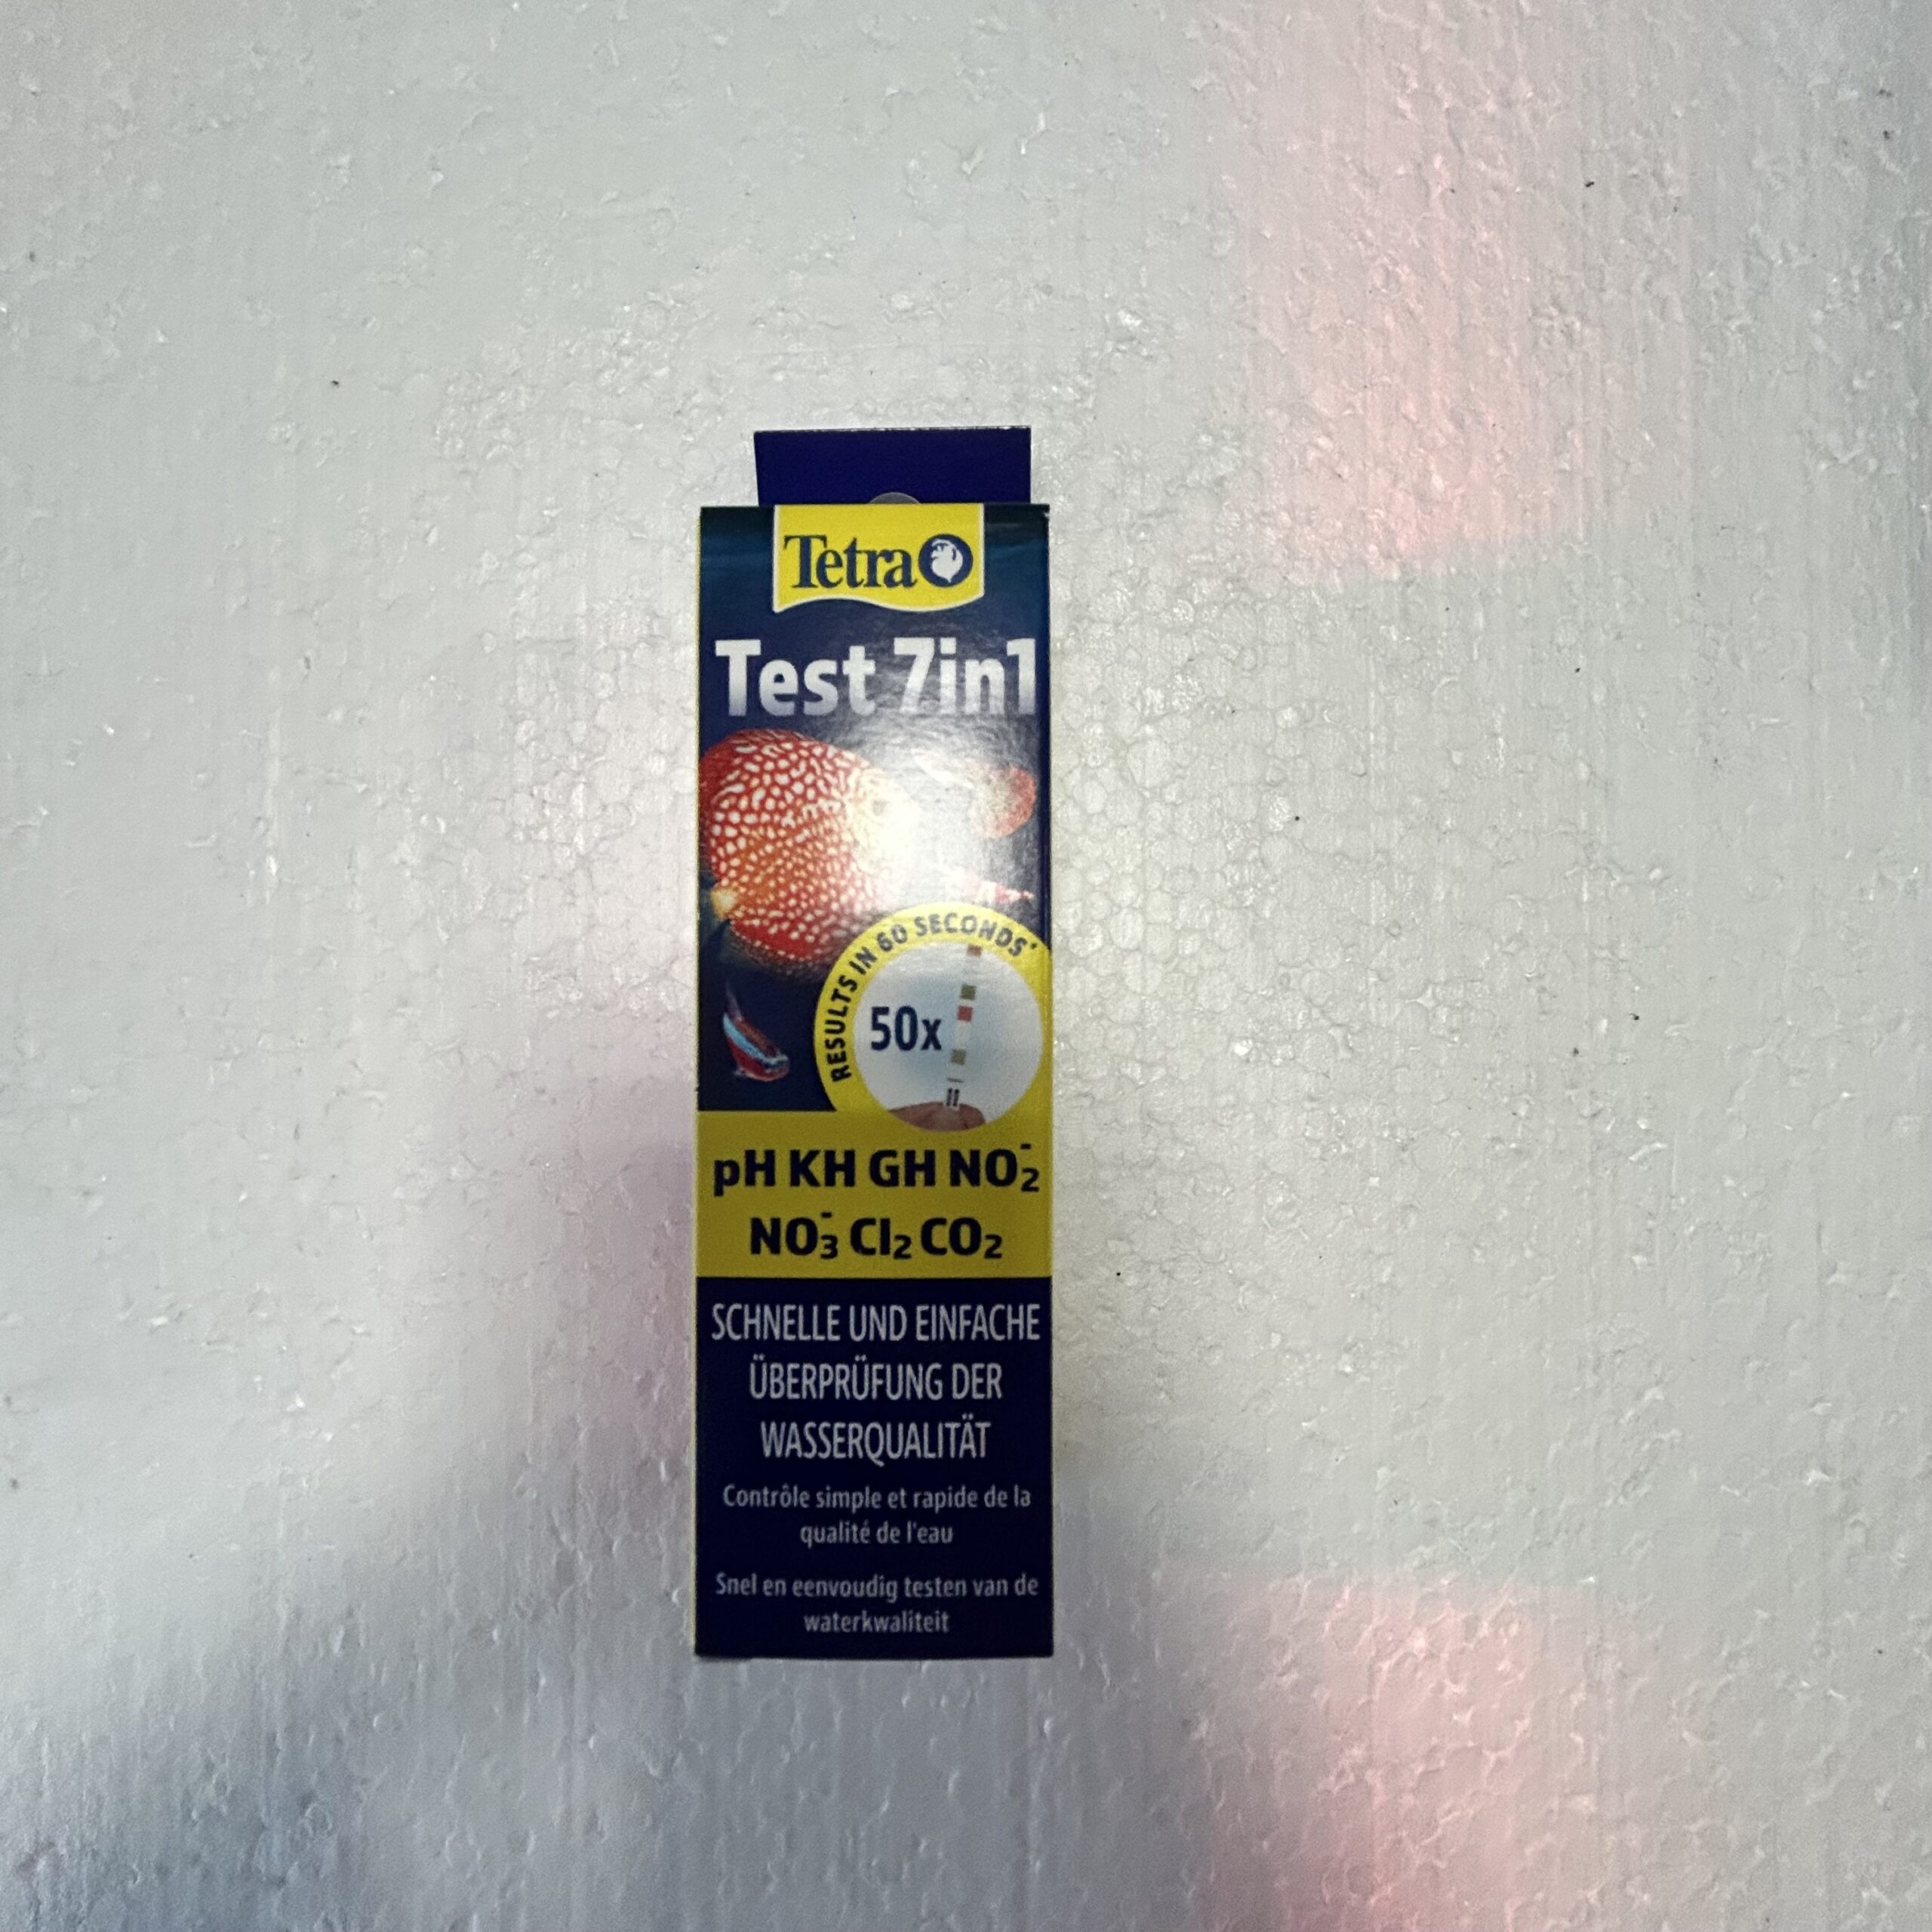 Tetra
Test 7in1
RESULTS IN 60 SECONDS*
50x
pH KH GH NO₂⁻
NO₃⁻ Cl₂ CO₂
SCHNELLE UND EINFACHE
ÜBERPRÜFUNG DER
WASSERQUALITÄT
Contrôle simple et rapide de la
qualité de l'eau
Snel en eenvoudig testen van de
waterkwaliteit